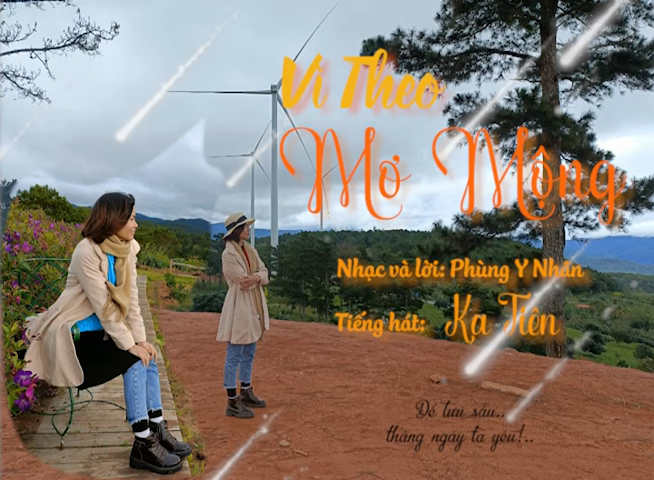 Vì Theo
Mơ Mộng
Nhạc và lời: Phùng Y Nhân
Tiếng hát: Ka Tiên
Để lưu sâu..
tháng ngày ta yêu!..